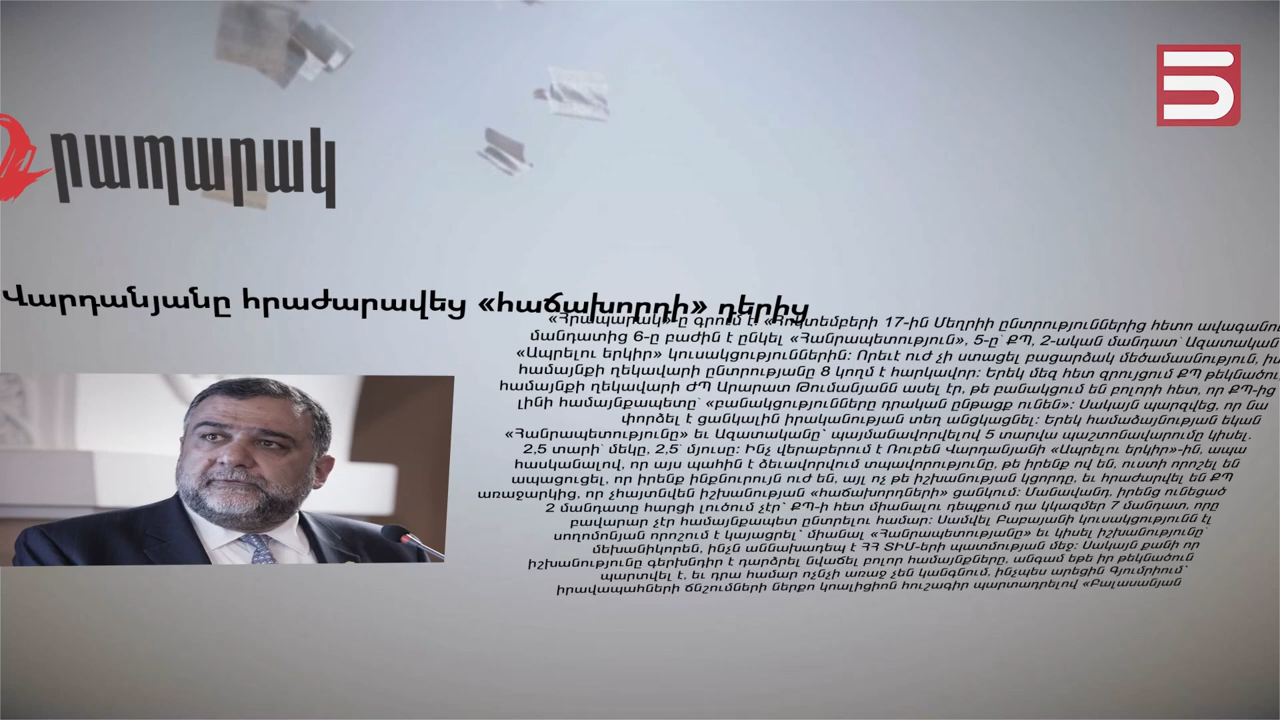 րապարակ
Վարդանյանը հրաժարավեց «հաճախորդի» դերից
«Հրապարակ»-ը գրում է. «Հոկտեմբերի 17-ին Մեղրիի ընտրություններից հետո ավագանու
մանդատից 6-ը բաժին է ընկել «Հանրապետություն», 5-ը՝ ՔՊ, 2-ական մանդատ՝ Ազատական
«Ապրելու երկիր» կուսակցություններին: Որեւէ ուժ չի ստացել բացարձակ մեծամասնություն, իս
համայնքի ղեկավարի ընտրությանը 8 կողմ է հարկավոր: Երեկ մեզ հետ զրույցում ՔՊ թեկնածու
համայնքի ղեկավարի ԺՊ Արարատ Թումանյանն ասել էր, թե բանակցում են բոլորի հետ, որ ՔՊ-ից
լինի համայնքապետը՝ «բանակցությունները դրական ընթացք ունեն»: Սակայն պարզվեց, որ նա
փորձել է ցանկալին իրականության տեղ անցկացնել. երեկ համաձայնության եկան
«Հանրապետությունը» եւ Ազատականը՝ պայմանավորվելով 5 տարվա պաշտոնավարումը կիսել.
2,5 տարի՝ մեկը, 2,5՝ մյուսը: Ինչ վերաբերում է Ռուբեն Վարդանյանի «Ապրելու երկիր»-ին, ապա
հասկանալով, որ այս պահին է ձեւավորվում տպավորությունը, թե իրենք ով են, ուստի որոշել են
ապացուցել, որ իրենք ինքնուրույն ուժ են, այլ ոչ թե իշխանության կցորդը, եւ հրաժարվել են ՔՊ
առաջարկից, որ չհայտնվեն իշխանության «հաճախորդների» ցանկում: Մանավանդ, իրենց ունեցած
2 մանդատը հարցի լուծում չէր՝ ՔՊ-ի հետ միանալու դեպքում դա կկազմեր 7 մանդատ, որը
բավարար չէր համայնքապետ ընտրելու համար: Սամվել Բաբայանի կուսակցությունն էլ
սողոմոնյան որոշում է կայացրել՝ միանալ «Հանրապետությանը» եւ կիսել իշխանությունը՝
մեխանիկորեն, ինչն աննախադեպ է ՀՀ ՏԻՄ-երի պատմության մեջ: Սակայն քանի որ
իշխանությունը գերխնդիր է դարձրել նվաճել բոլոր համայնքները, անգամ եթե իր թեկնածուն
պարտվել է, եւ դրա համար ոչնչի առաջ չեն կանգնում, ինչպես արեցին Գյումրիում՝
իրավապահների ճնշումների ներքո կոալիցիոն հուշագիր պարտադրելով «Բալասանյան